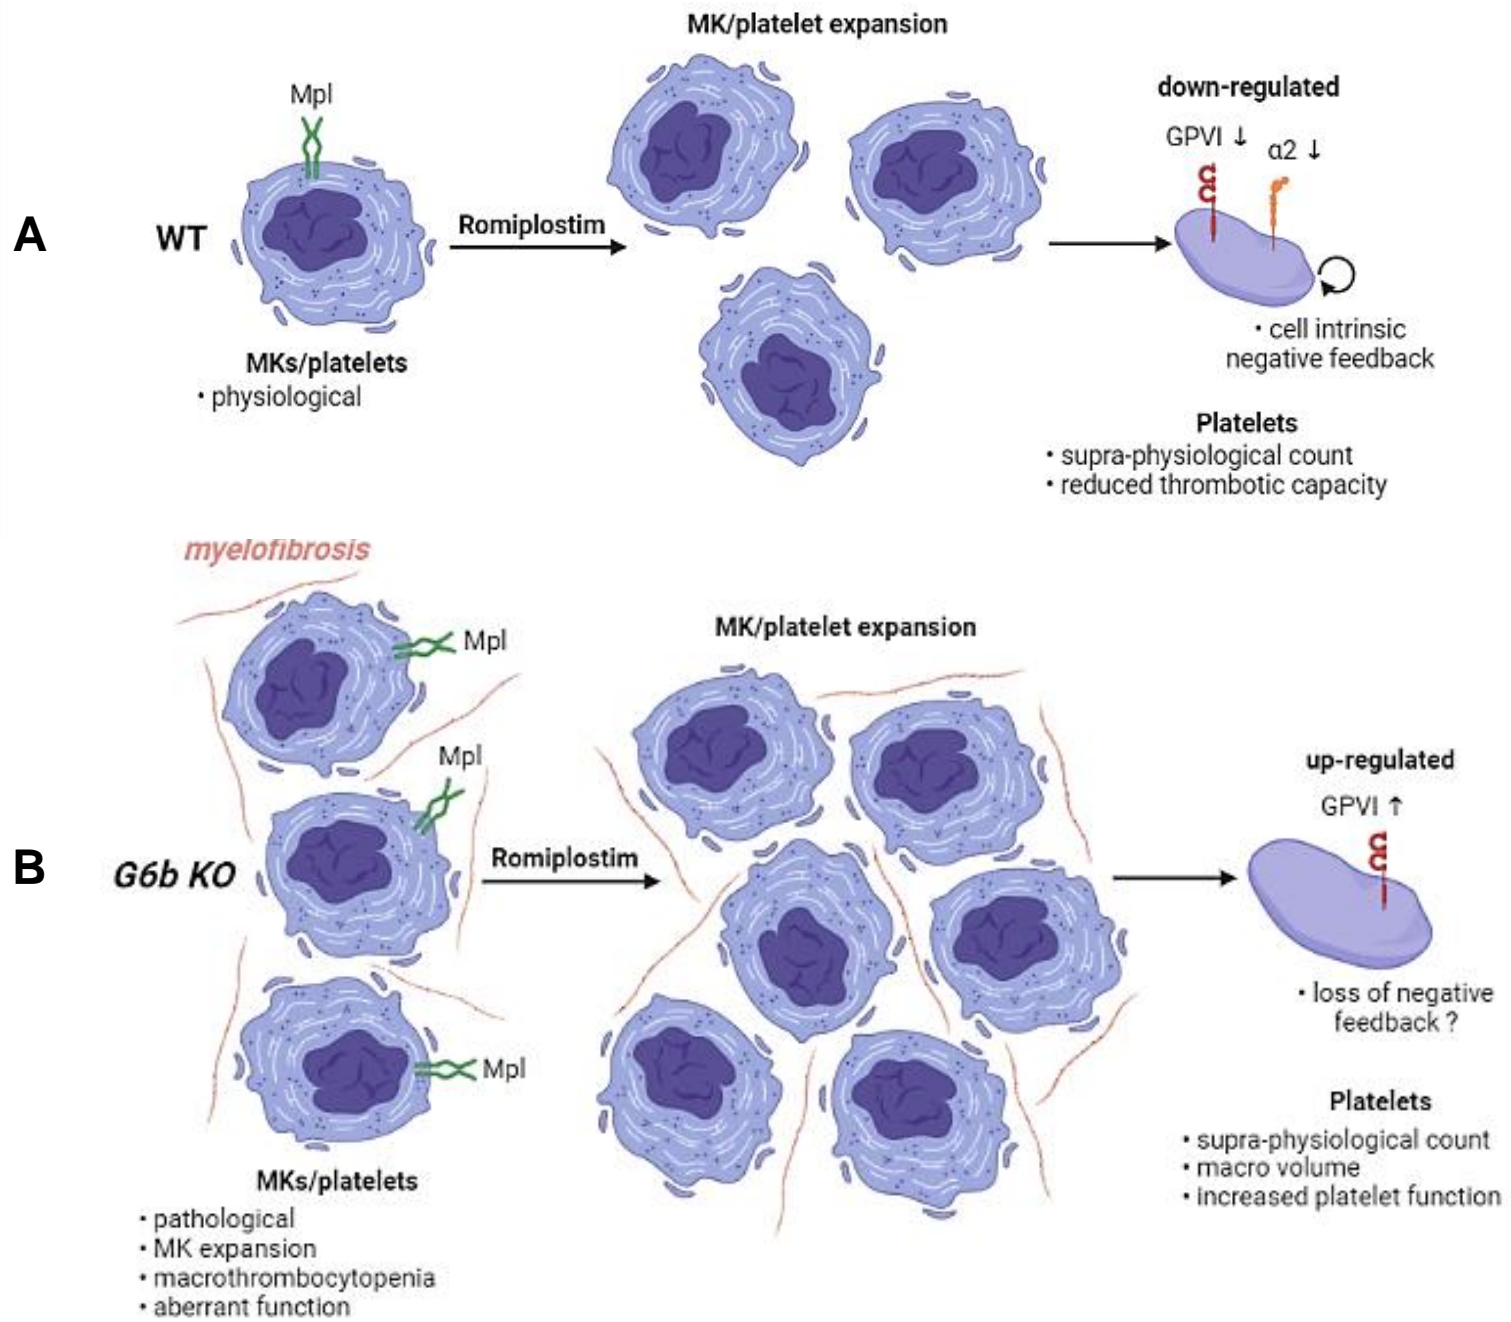 MK/platelet expansion
Mpl
down-regulated
GPVI ↓
α2 ↓
A
WT
Romiplostim
• cell intrinsic
negative feedback
MKs/platelets
• physiological
Platelets
• supra-physiological count
• reduced thrombotic capacity
myelofibrosis
Mpl
MK/platelet expansion
Mpl
up-regulated
GPVI ↑
B
G6b KO
Romiplostim
• loss of negative
feedback ?
Mpl
Platelets
• supra-physiological count
• macro volume
• increased platelet function
MKs/platelets
• pathological
• MK expansion
• macrothrombocytopenia
• aberrant function